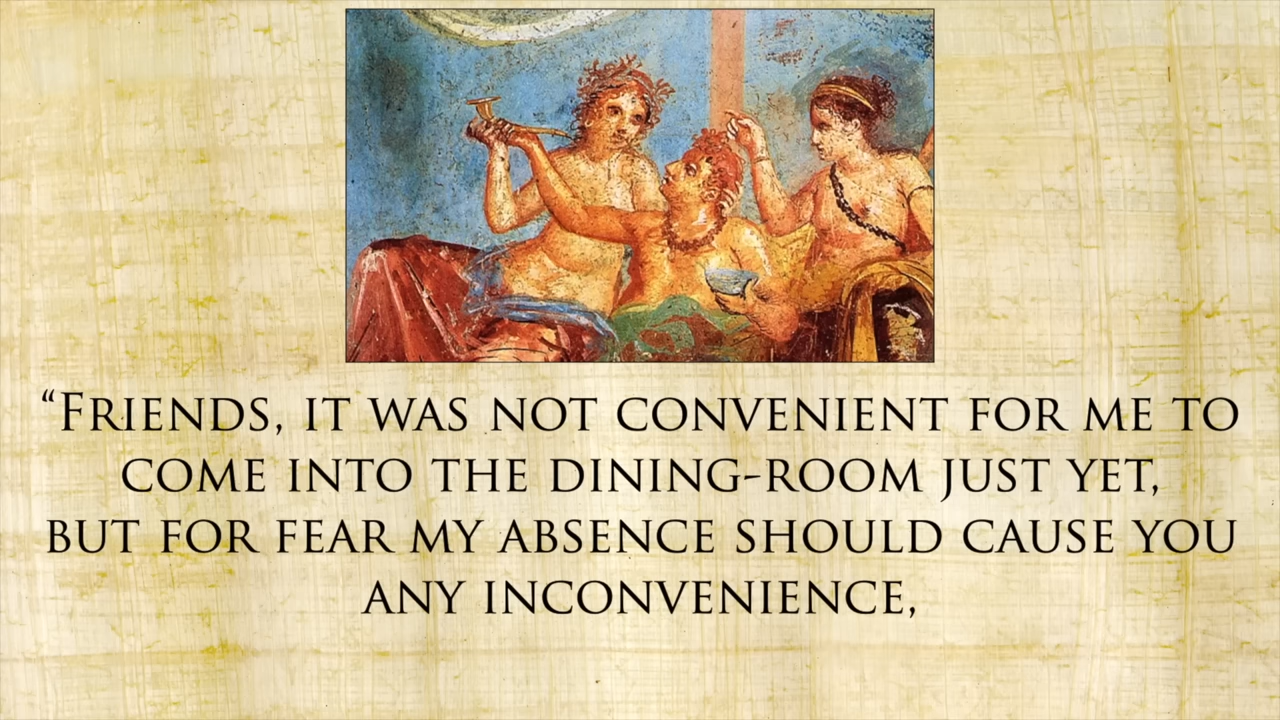 “Friends, it was not convenient for me to
come into the dining-room just yet,
but for fear my absence should cause you
any inconvenience,